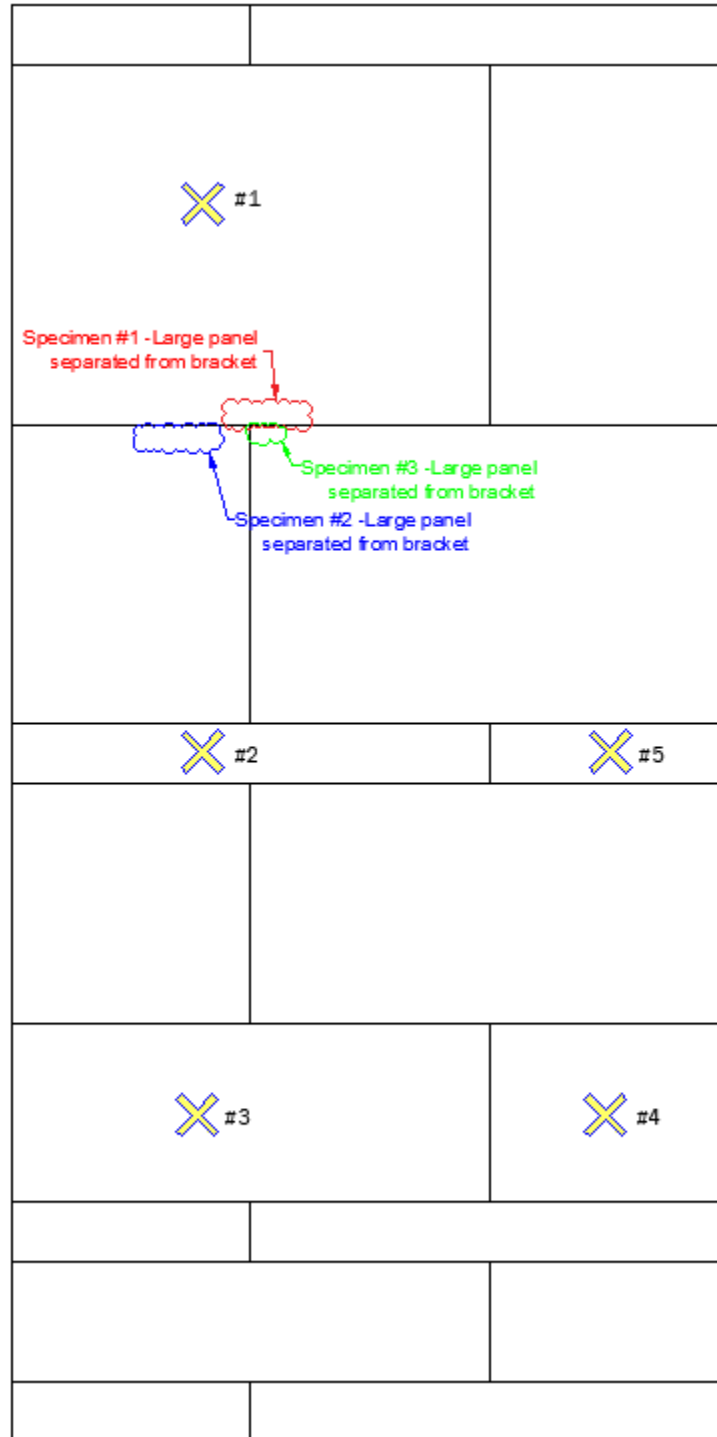 #1
Specimen #1 -Large panel
separated from bracket
Specimen #3 -Large panel
separated from bracket
Specimen #2 -Large panel
separated from bracket
#2
#5
#3
#4